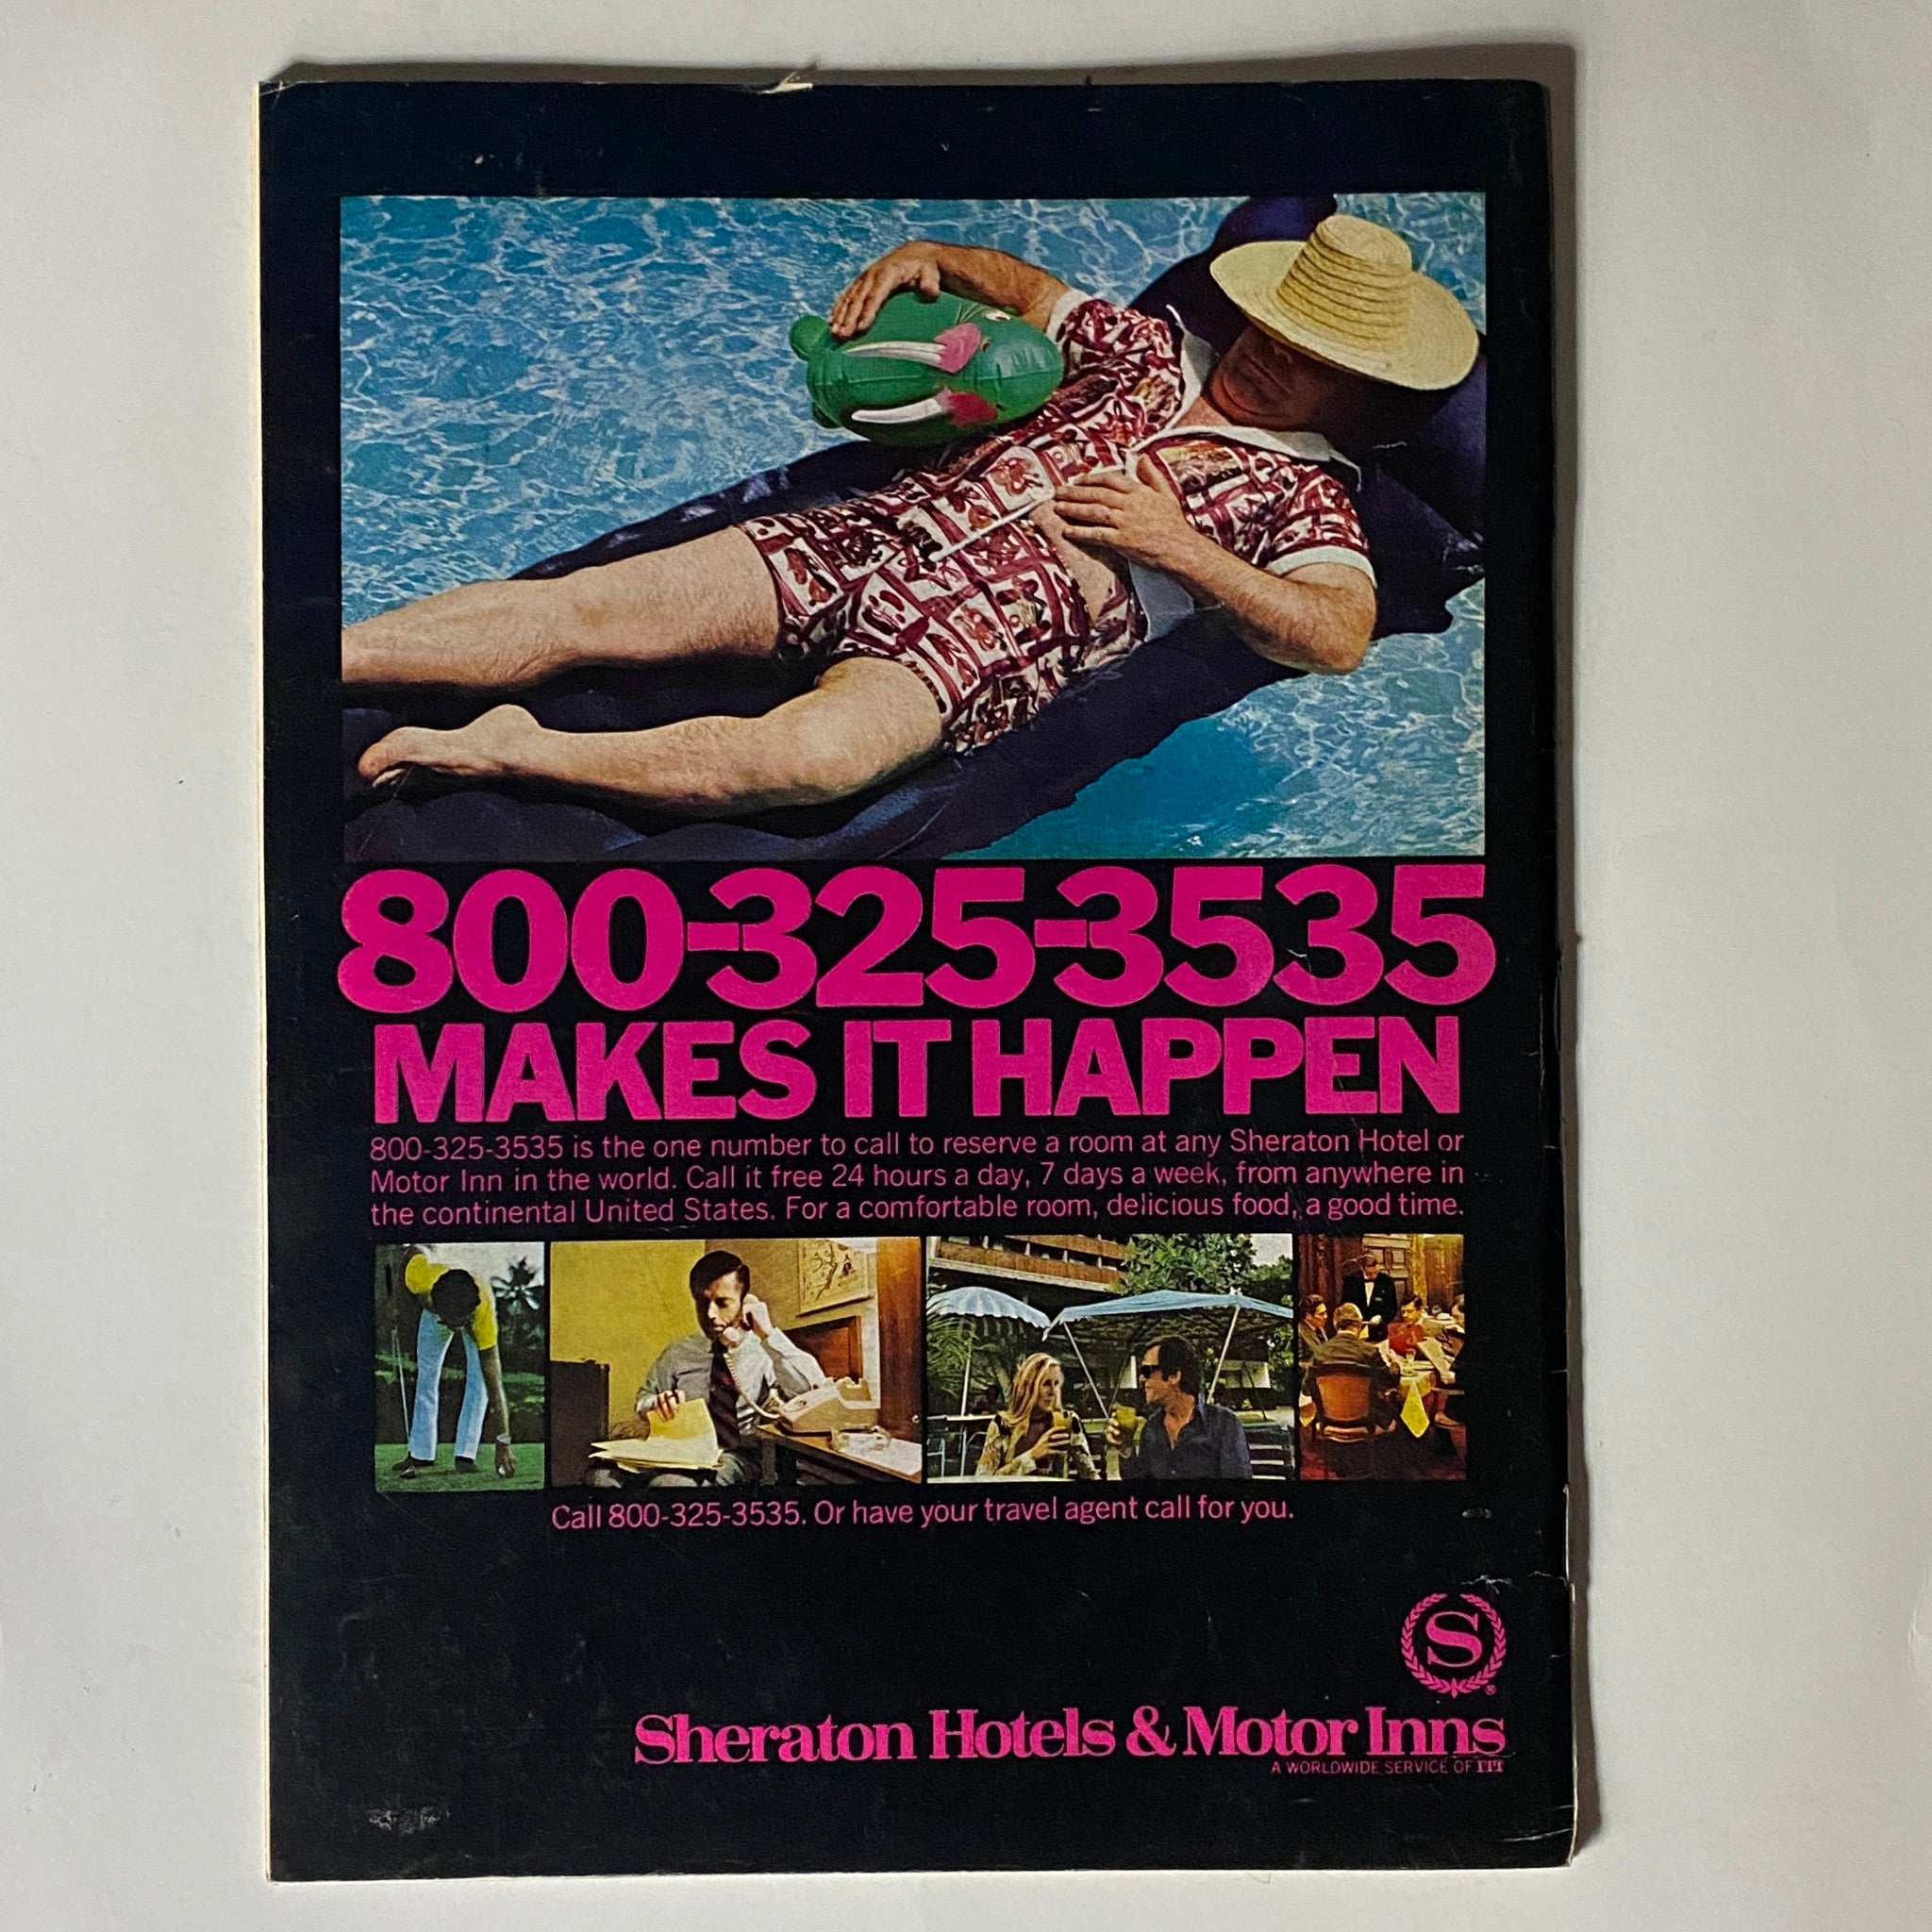 800-325-3535
MAKES IT HAPPEN
800-325-3535 is the one number to call to reserve a room at any Sheraton Hotel or
Motor Inn in the world. Call it free 24 hours a day, 7 days a week, from anywhere in
the continental United States. For a comfortable room, delicious food, a good time.
Call 800-325-3535. Or have your travel agent call for you.
S
®
Sheraton Hotels & Motor Inns
A WORLDWIDE SERVICE OF ITT